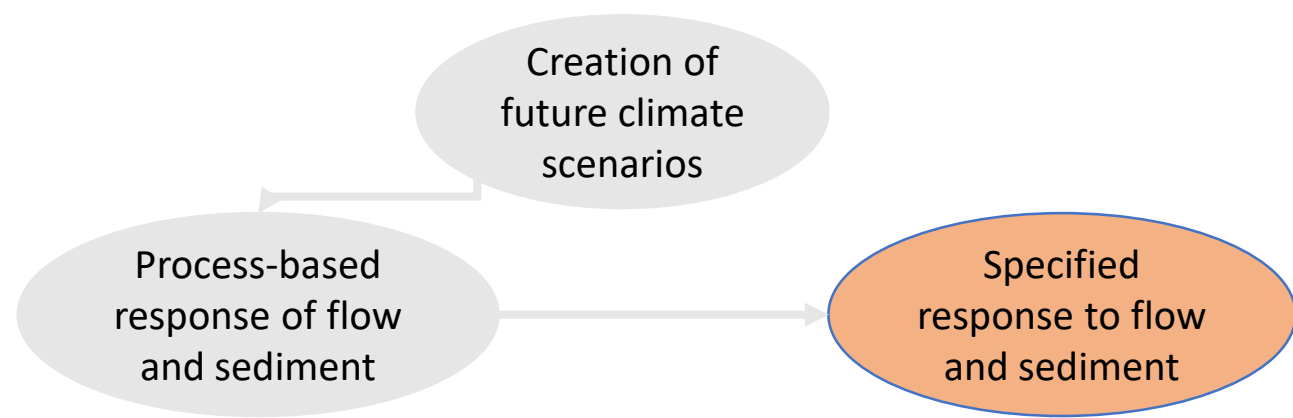 Creation of
future climate
scenarios
Process-based
response of flow
and sediment
Specified
response to flow
and sediment